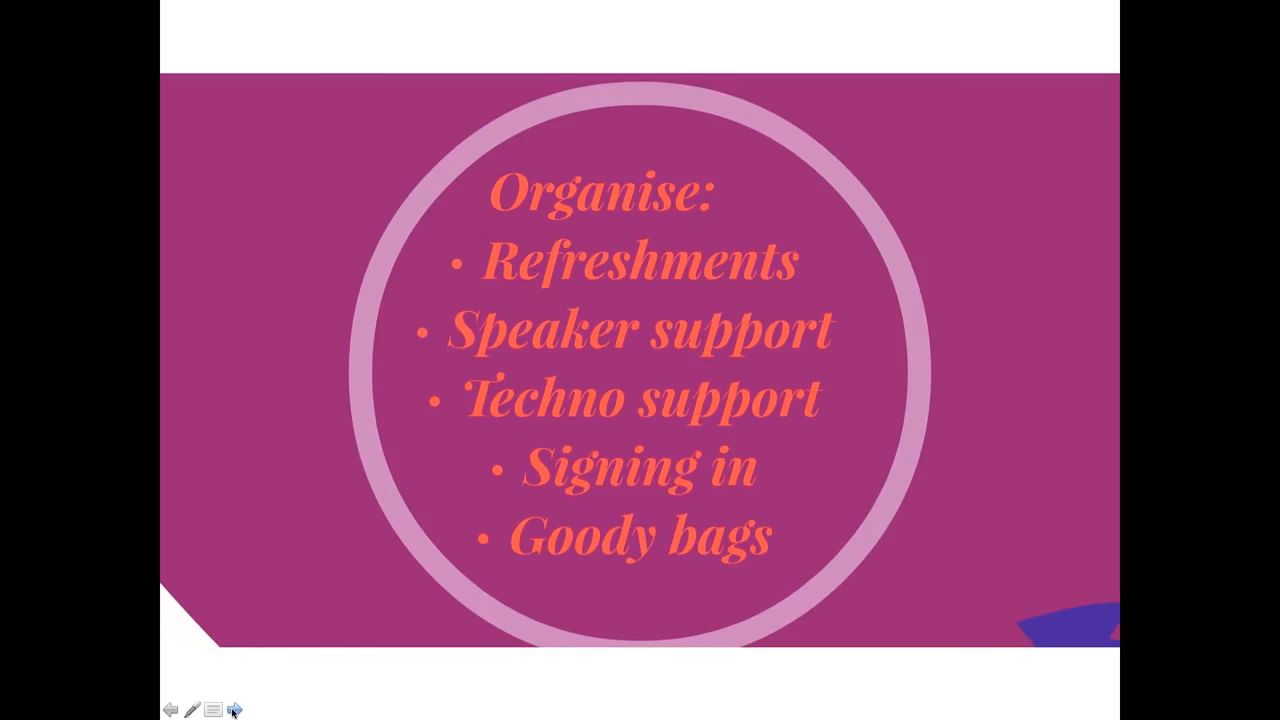 Organise:
• Refreshments
• Speaker support
• Techno support
• Signing in
• Goody bags